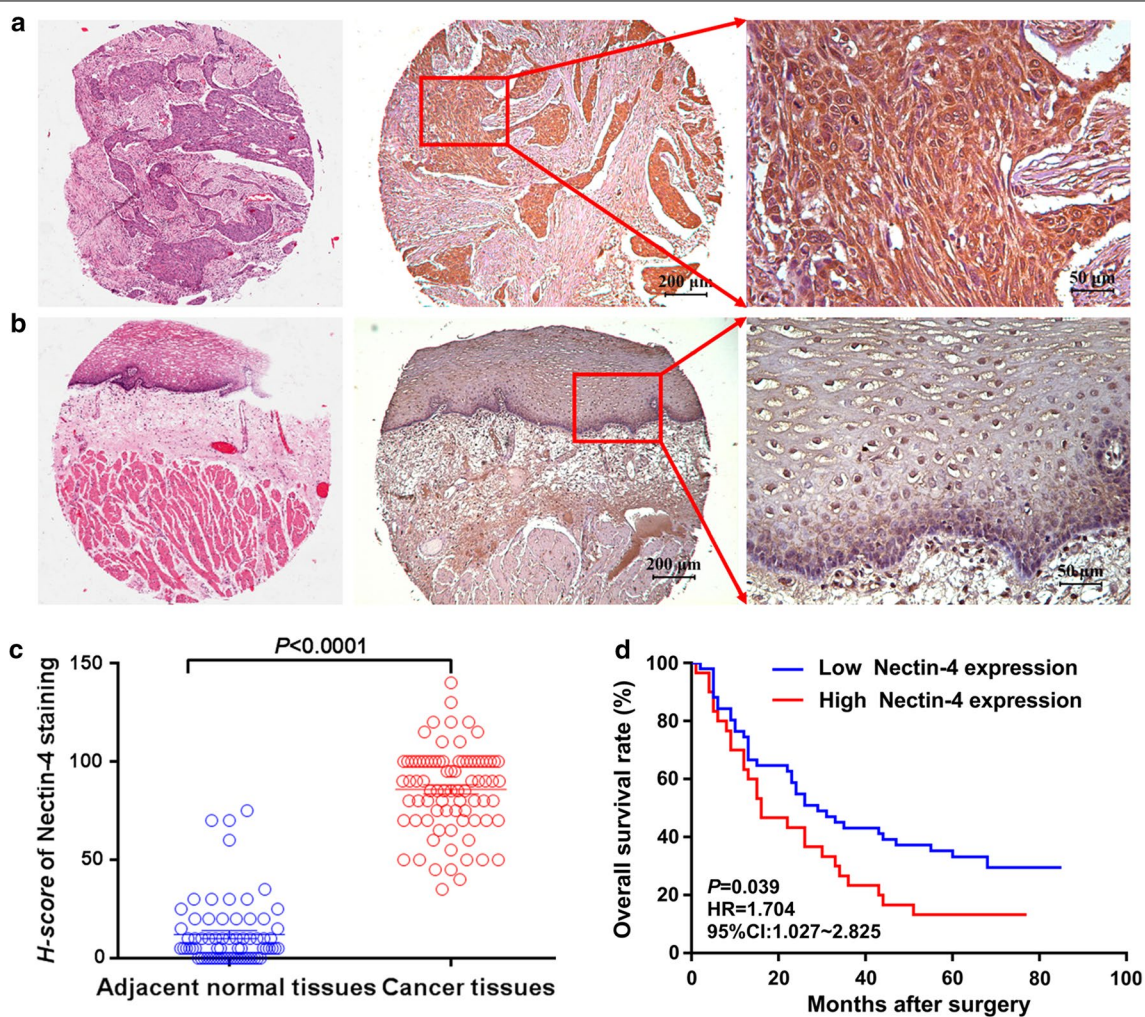 a
200 μm
50 μm
b
200 μm
50 μm
c
P<0.0001
H-score of Nectin-4 staining
150
100
50
0
Adjacent normal tissues Cancer tissues
d
Overall survival rate (%)
100
80
60
40
20
0
Low Nectin-4 expression
High Nectin-4 expression
P=0.039
HR=1.704
95%CI:1.027~2.825
0 20 40 60 80 100
Months after surgery